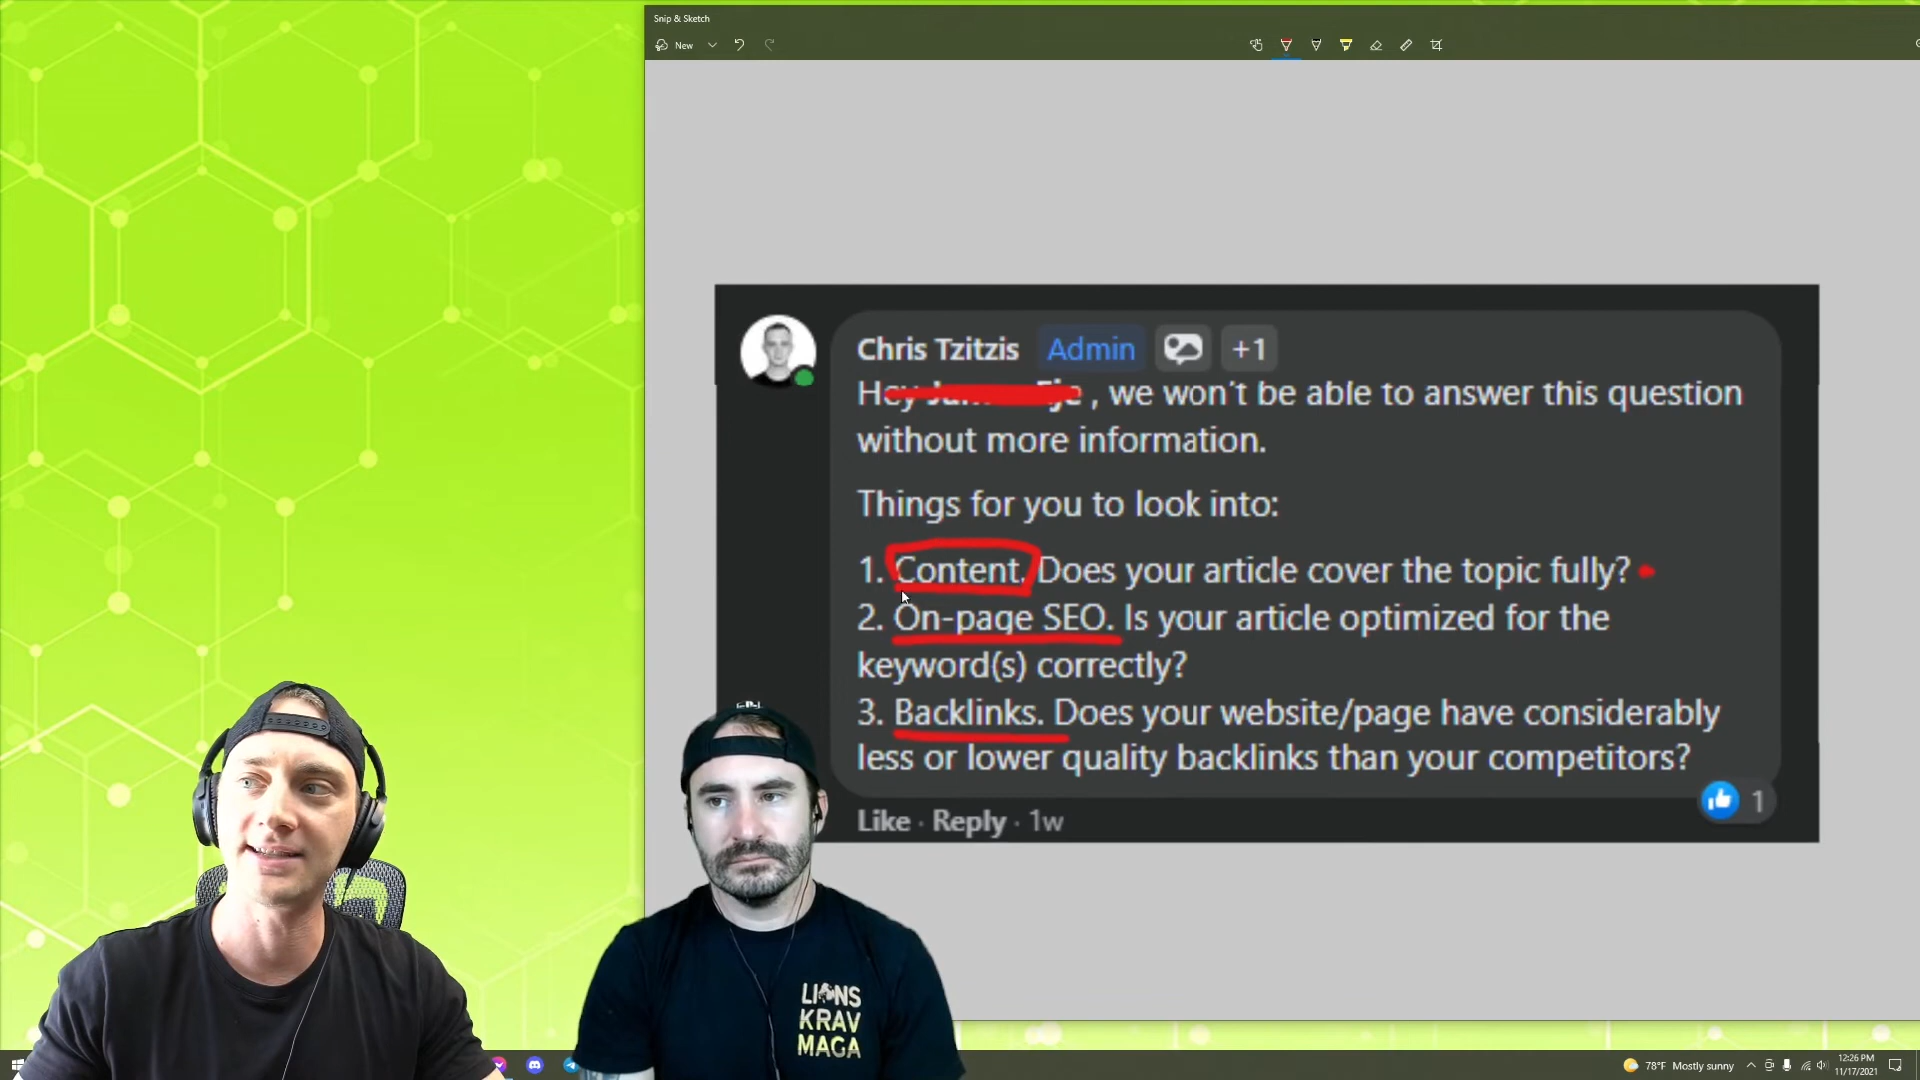 Snip & Sketch
New
Chris Tzitzis Admin +1
Hey , we won't be able to answer this question
without more information.
Things for you to look into:
1. Content. Does your article cover the topic fully?
2. On-page SEO. Is your article optimized for the
keyword(s) correctly?
3. Backlinks. Does your website/page have considerably
less or lower quality backlinks than your competitors?
1
Like · Reply · 1w
LIONS
KRAV
MAGA
78°F Mostly sunny
12:26 PM
11/17/2021